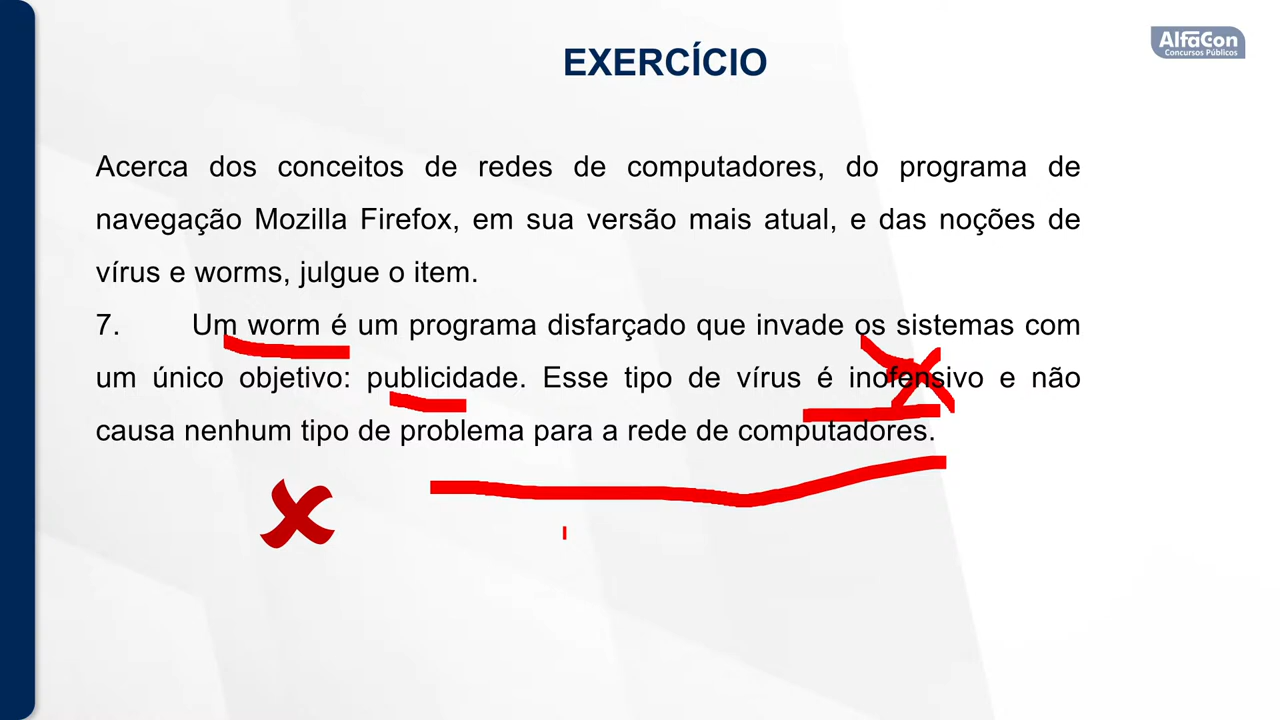 AlfaCon
Concursos Públicos
EXERCÍCIO
Acerca dos conceitos de redes de computadores, do programa de
navegação Mozilla Firefox, em sua versão mais atual, e das noções de
vírus e worms, julgue o item.
7. Um worm é um programa disfarçado que invade os sistemas com
um único objetivo: publicidade. Esse tipo de vírus é inofensivo e não
causa nenhum tipo de problema para a rede de computadores.